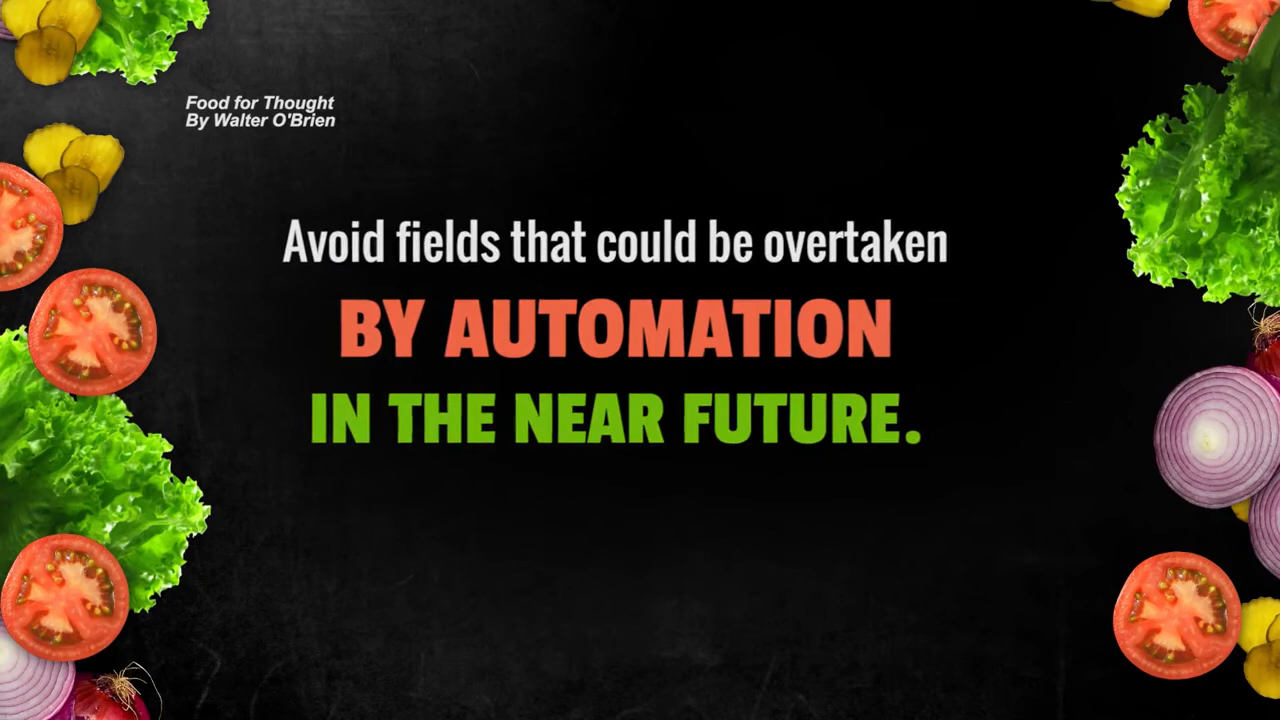 Food for Thought
By Walter O'Brien
Avoid fields that could be overtaken
BY AUTOMATION
IN THE NEAR FUTURE.